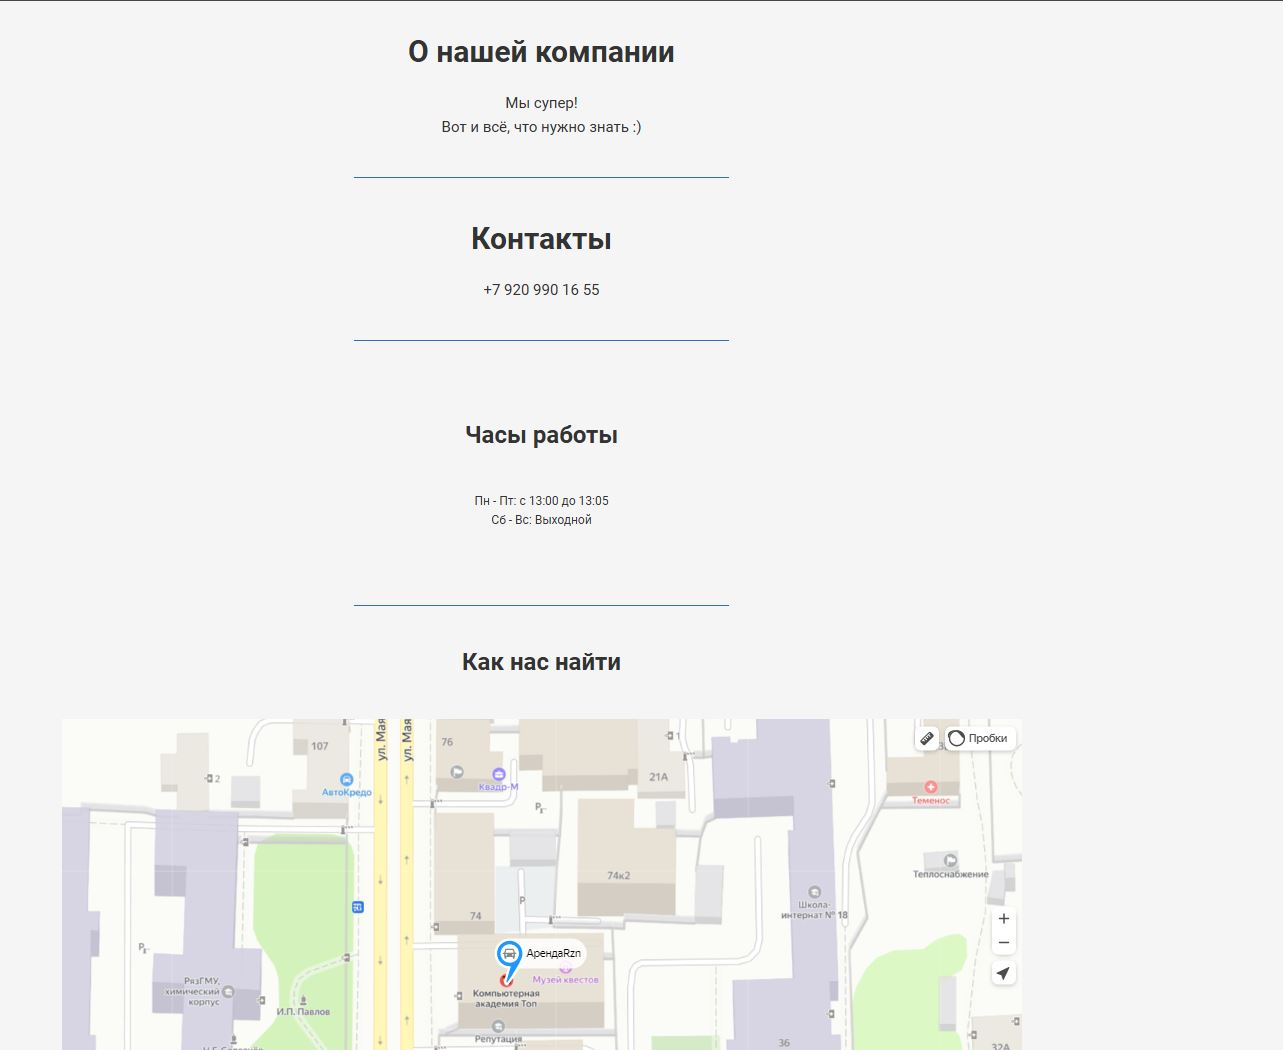 О нашей компании
Мы супер!
Вот и всё, что нужно знать :)
Контакты
+7 920 990 16 55
Часы работы
Пн - Пт: с 13:00 до 13:05
Сб - Вс: Выходной
Как нас найти
ул. Мая
ул. Мая
107
76
1
Пробки
2
АвтоКредо
Квадр-М
21А
Теменос
74к2
Теплоснабжение
Р
Р
Школа-
интернат № 18
74
Р
АрендаRzn
Музей квестов
РязГМУ,
химический
корпус
Компьютерная
академия Топ
И.П. Павлов
Репутация
36
32А